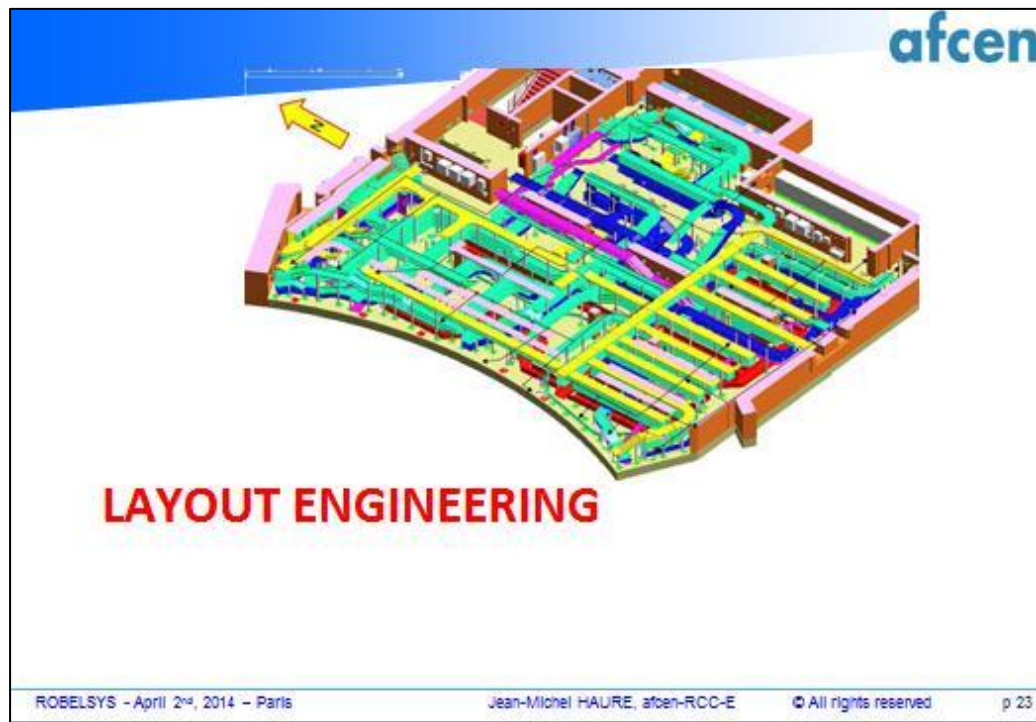 afcen
N
LAYOUT ENGINEERING
ROBELSYS - April 2nd, 2014 – Paris Jean-Michel HAURE, afcen-RCC-E © All rights reserved p 23